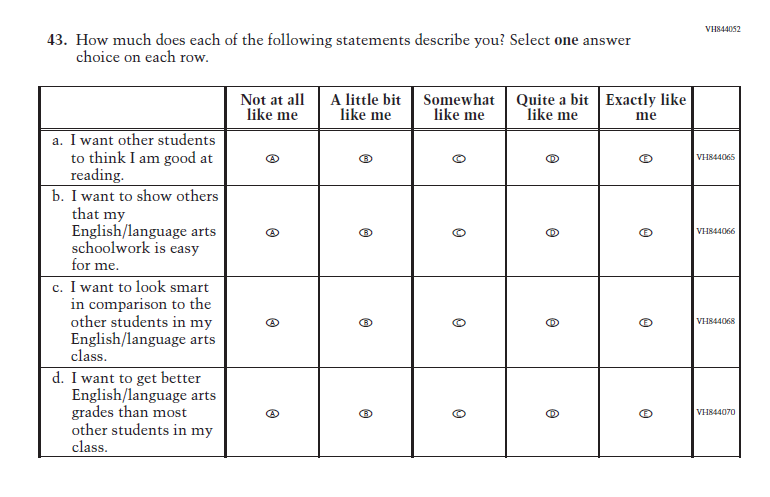 VH844052
43. How much does each of the following statements describe you? Select one answer
choice on each row.
Not at all like me
A little bit like me
Somewhat like me
Quite a bit like me
Exactly like me
a. I want other students
to think I am good at
reading.
A B C D E VH844065
b. I want to show others
that my
English/language arts
schoolwork is easy
for me.
A B C D E VH844066
c. I want to look smart
in comparison to the
other students in my
English/language arts
class.
A B C D E VH844068
d. I want to get better
English/language arts
grades than most
other students in my
class.
A B C D E VH844070